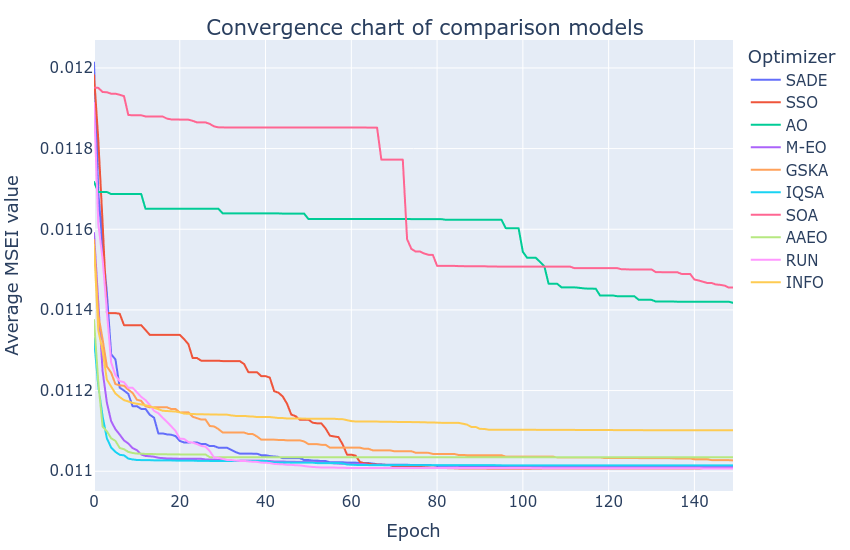 Convergence chart of comparison models
Average MSEI value
0.012
0.0118
0.0116
0.0114
0.0112
0.011
0 20 40 60 80 100 120 140
Epoch
Optimizer
SADE
SSO
AO
M-EO
GSKA
IQSA
SOA
AAEO
RUN
INFO